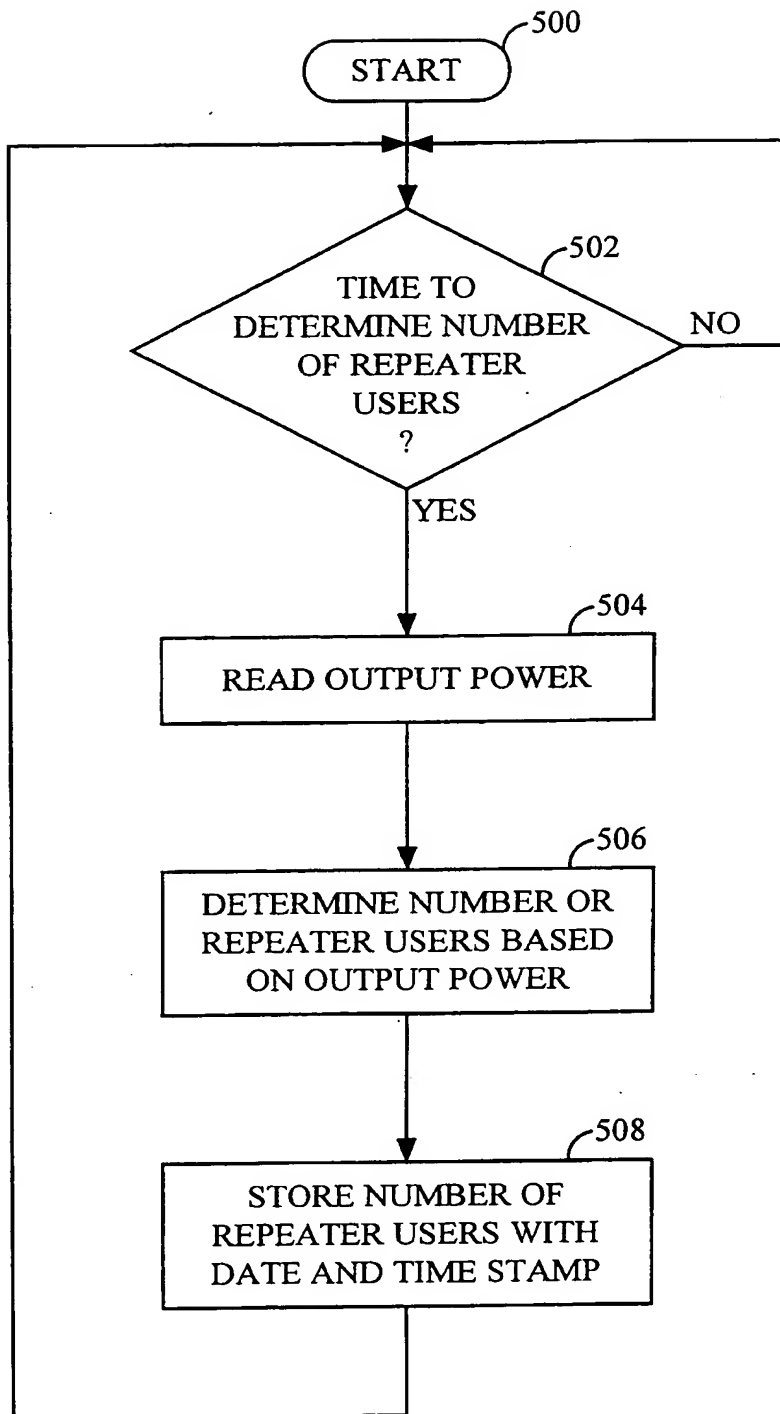 500
START
502
TIME TO
DETERMINE NUMBER
OF REPEATER
USERS
?
NO
YES
504
READ OUTPUT POWER
506
DETERMINE NUMBER OR
REPEATER USERS BASED
ON OUTPUT POWER
508
STORE NUMBER OF
REPEATER USERS WITH
DATE AND TIME STAMP